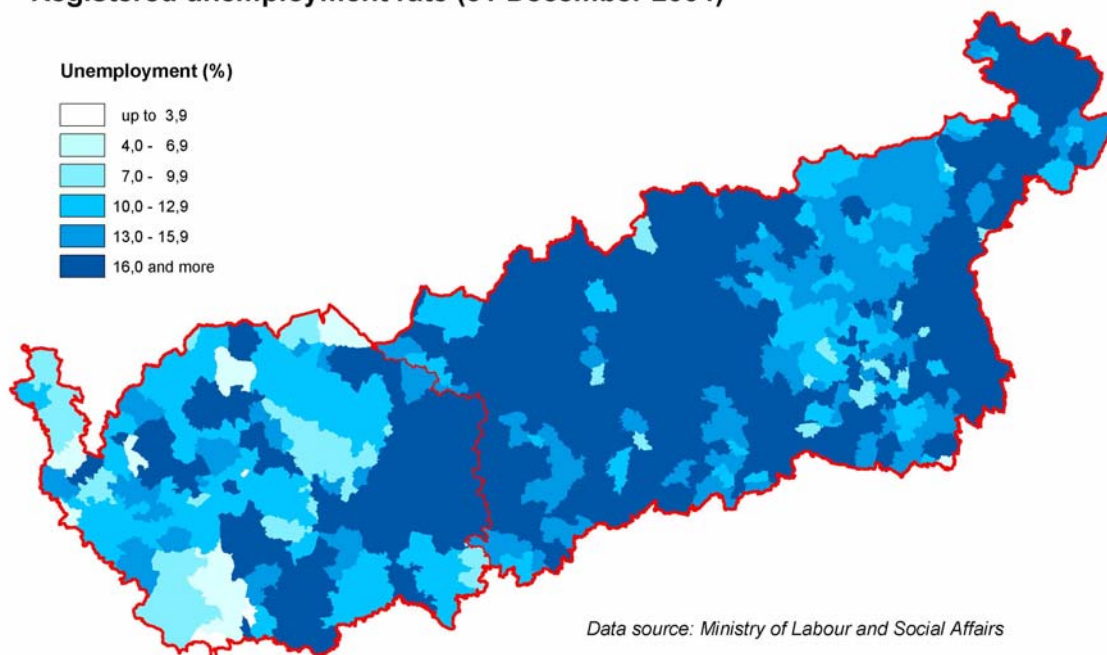 Registered unemployment rate December
Unemployment (%)
up to 3,9
4,0 - 6,9
7,0 - 9,9
10,0 - 12,9
13,0 - 15,9
16,0 and more
Data source: Ministry of Labour and Social Affairs